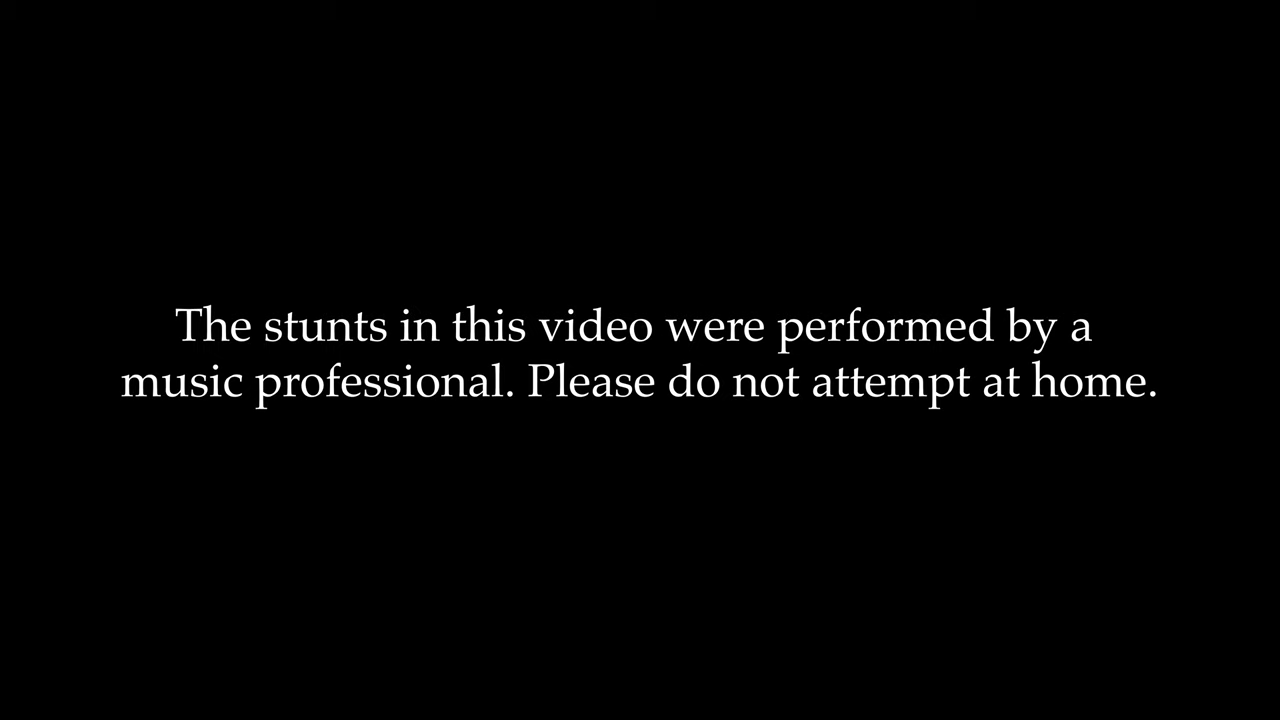 The stunts in this video were performed by a
music professional. Please do not attempt at home.